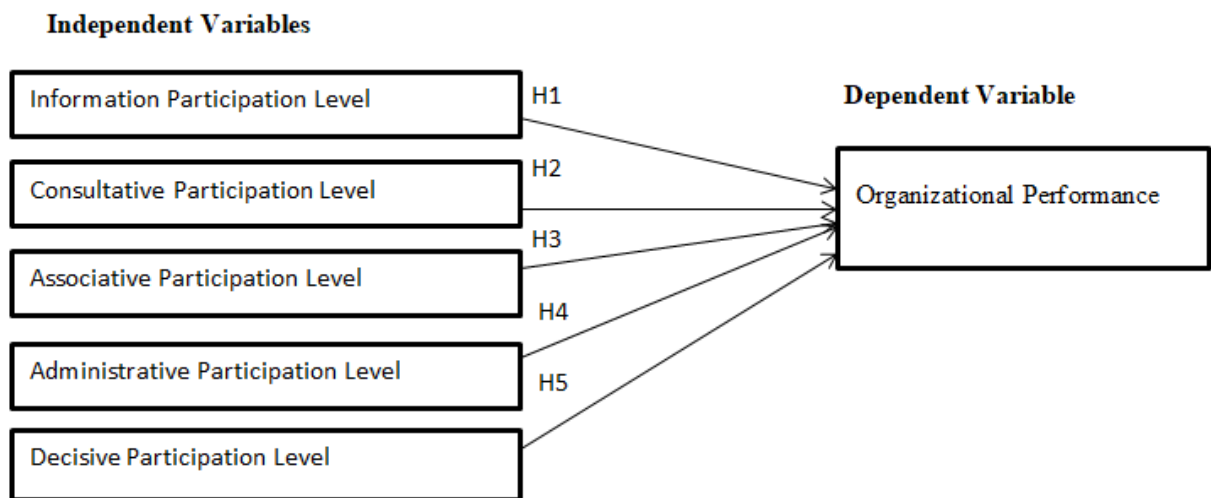 Independent Variables
Information Participation Level
H1
Dependent Variable
Consultative Participation Level
H2
Organizational Performance
H3
Associative Participation Level
H4
Administrative Participation Level
H5
Decisive Participation Level